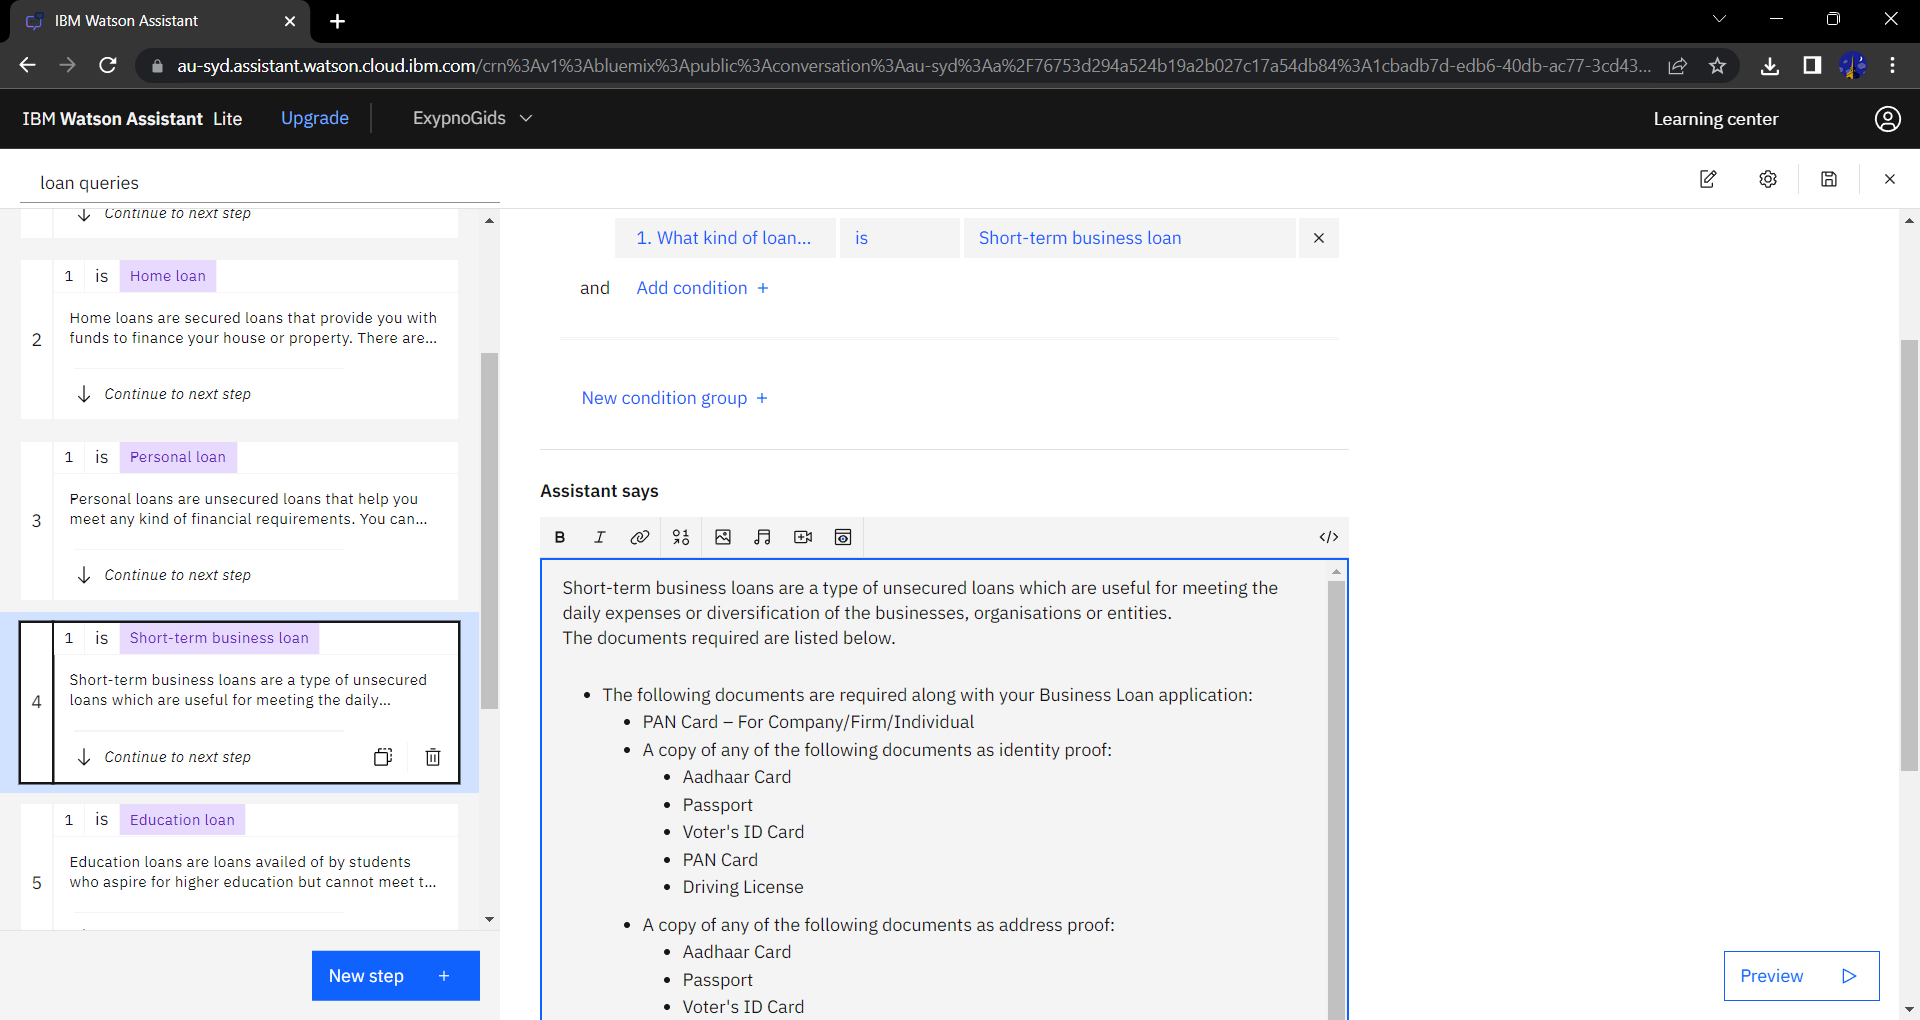 IBM Watson Assistant
au-syd.assistant.watson.cloud.ibm.com/crn%3Av1%3Abluemix%3Apublic%3Aconversation%3Aau-syd%3Aa%2F76753d294a524b19a2b027c17a54db84%3A1cbadb7d-edb6-40db-ac77-3cd43...
IBM Watson Assistant Lite
Upgrade
ExypnoGids
Learning center
loan queries
Continue to next step
1 is Home loan
2
Home loans are secured loans that provide you with
funds to finance your house or property. There are...
Continue to next step
1 is Personal loan
3
Personal loans are unsecured loans that help you
meet any kind of financial requirements. You can...
Continue to next step
1 is Short-term business loan
4
Short-term business loans are a type of unsecured
loans which are useful for meeting the daily...
Continue to next step
1 is Education loan
5
Education loans are loans availed of by students
who aspire for higher education but cannot meet t...
New step +
1. What kind of loan... is Short-term business loan
and Add condition +
New condition group +
Assistant says
B I </>
Short-term business loans are a type of unsecured loans which are useful for meeting the
daily expenses or diversification of the businesses, organisations or entities.
The documents required are listed below.
• The following documents are required along with your Business Loan application:
• PAN Card – For Company/Firm/Individual
• A copy of any of the following documents as identity proof:
• Aadhaar Card
• Passport
• Voter's ID Card
• PAN Card
• Driving License
• A copy of any of the following documents as address proof:
• Aadhaar Card
• Passport
• Voter's ID Card
Preview